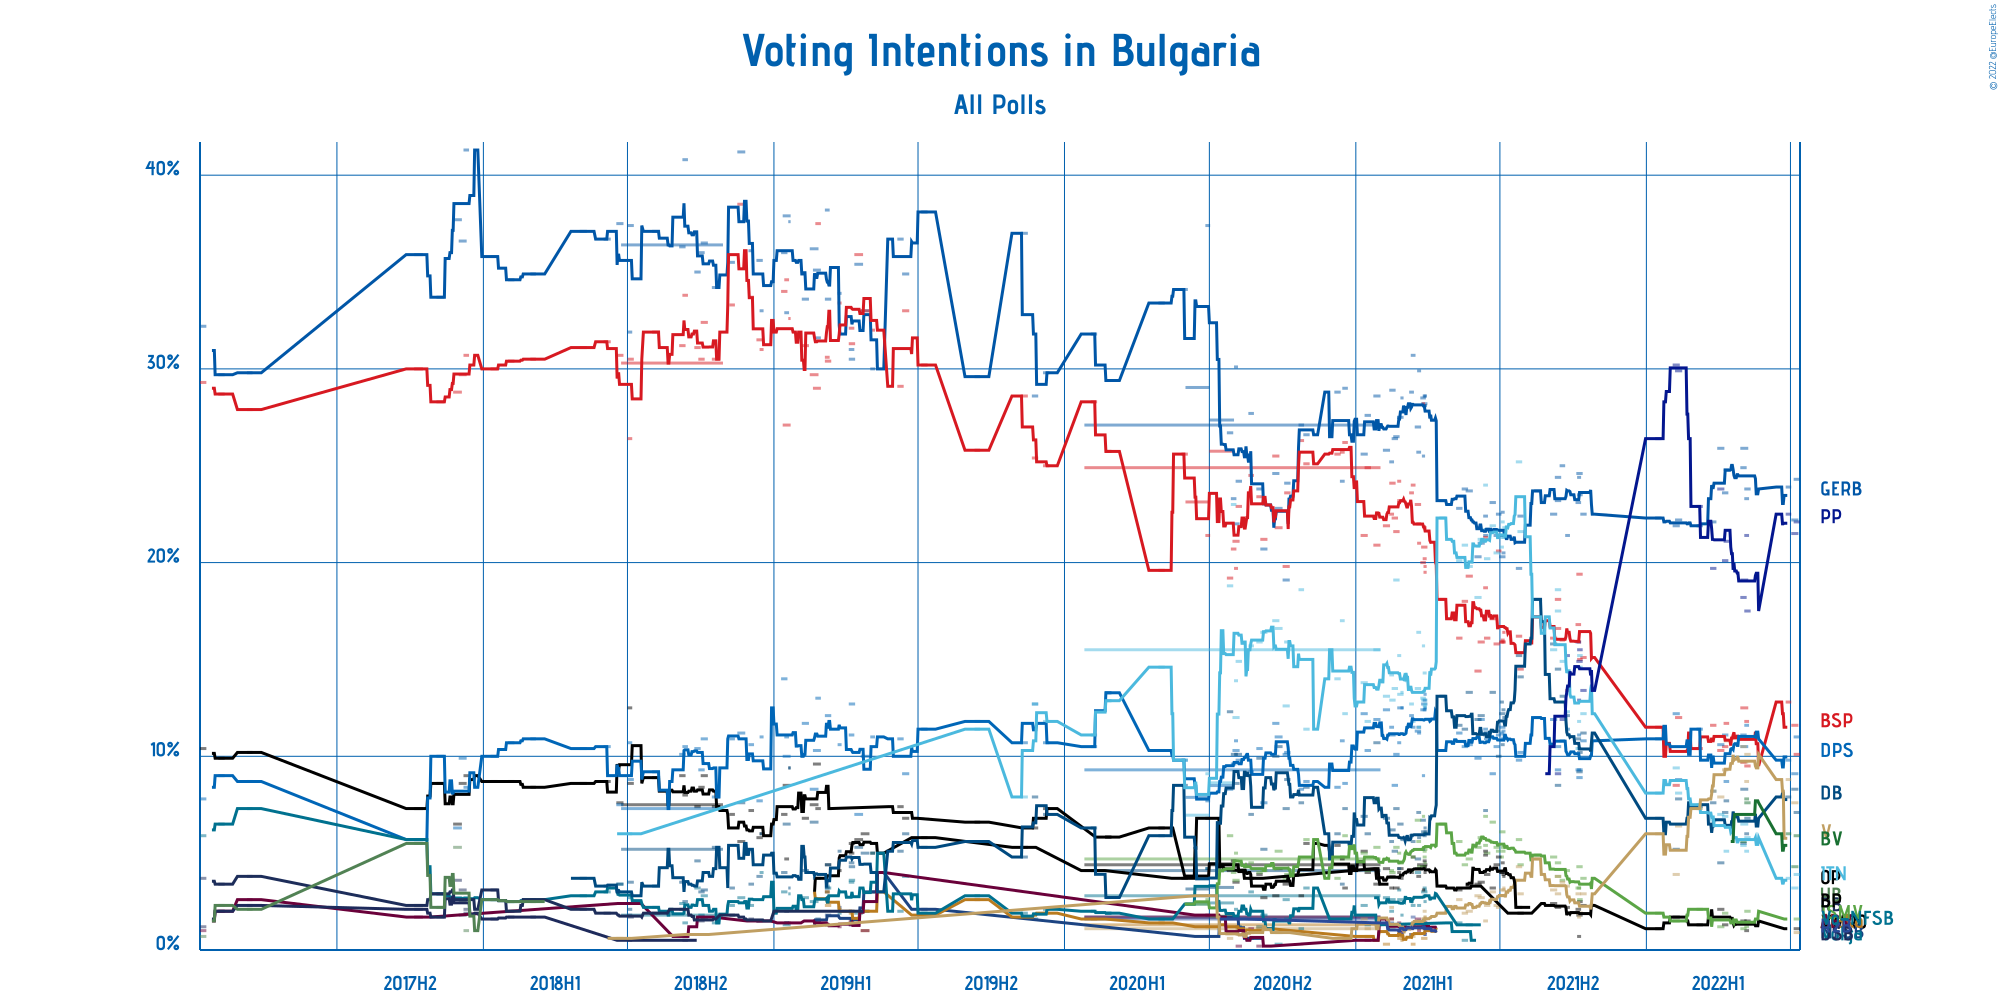 © 2022 @EuropeElects
Voting Intentions in Bulgaria
All Polls
40%
30%
20%
10%
0%
GERB
PP
BSP
DPS
DB
BV
ITN
2017H2
2018H1
2018H2
2019H1
2019H2
2020H1
2020H2
2021H1
2021H2
2022H1